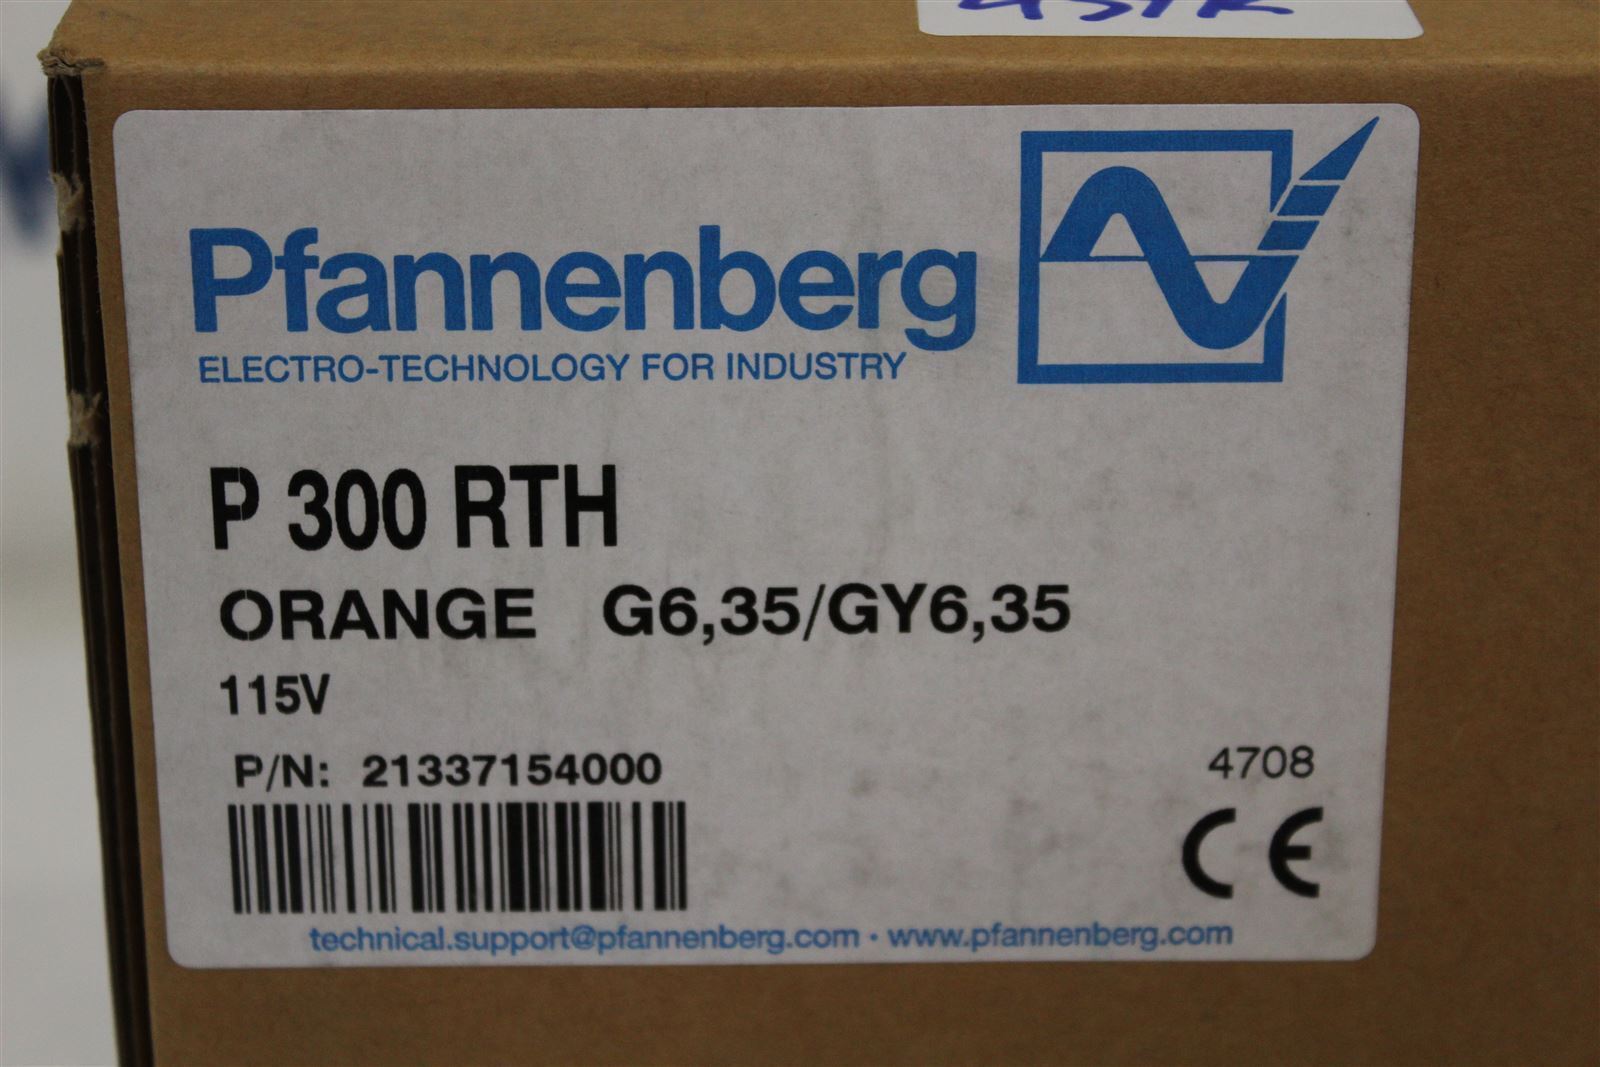 Pfannenberg
ELECTRO-TECHNOLOGY FOR INDUSTRY
P 300 RTH
ORANGE G6,35/GY6,35
115V
P/N: 21337154000
4708
CE
technical.support@pfannenberg.com · www.pfannenberg.com